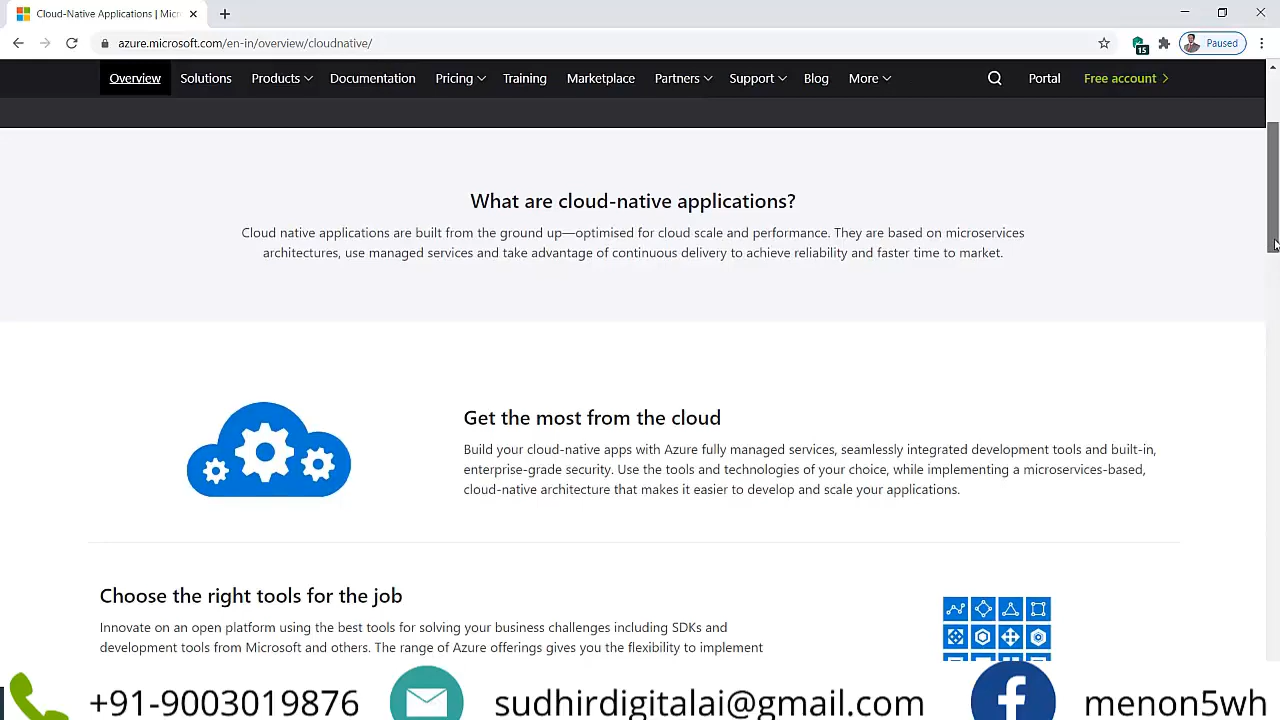 Cloud-Native Applications | Micr
azure.microsoft.com/en-in/overview/cloudnative/
15
Paused
Overview Solutions Products Documentation Pricing Training Marketplace Partners Support Blog More Portal Free account
What are cloud-native applications?
Cloud native applications are built from the ground up—optimised for cloud scale and performance. They are based on microservices
architectures, use managed services and take advantage of continuous delivery to achieve reliability and faster time to market.
Get the most from the cloud
Build your cloud-native apps with Azure fully managed services, seamlessly integrated development tools and built-in,
enterprise-grade security. Use the tools and technologies of your choice, while implementing a microservices-based,
cloud-native architecture that makes it easier to develop and scale your applications.
Choose the right tools for the job
Innovate on an open platform using the best tools for solving your business challenges including SDKs and
development tools from Microsoft and others. The range of Azure offerings gives you the flexibility to implement
+91-9003019876 sudhirdigitalai@gmail.com menon5wh